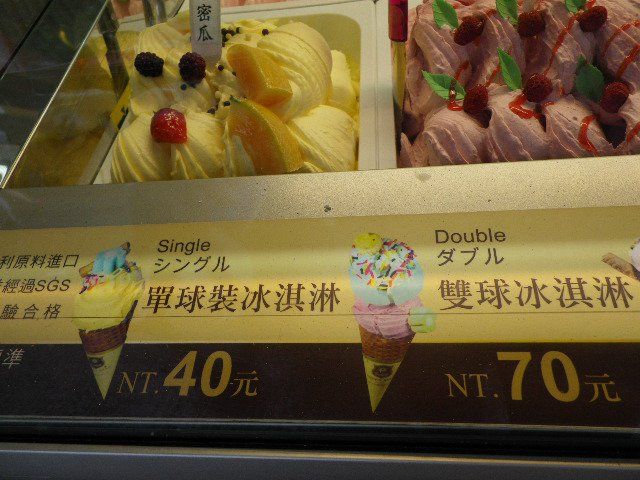 密瓜
利原料進口
經過SGS
驗合格
準
Single
シングル
單球裝冰淇淋
NT.40元
Double
ダブル
雙球冰淇淋
NT.70元